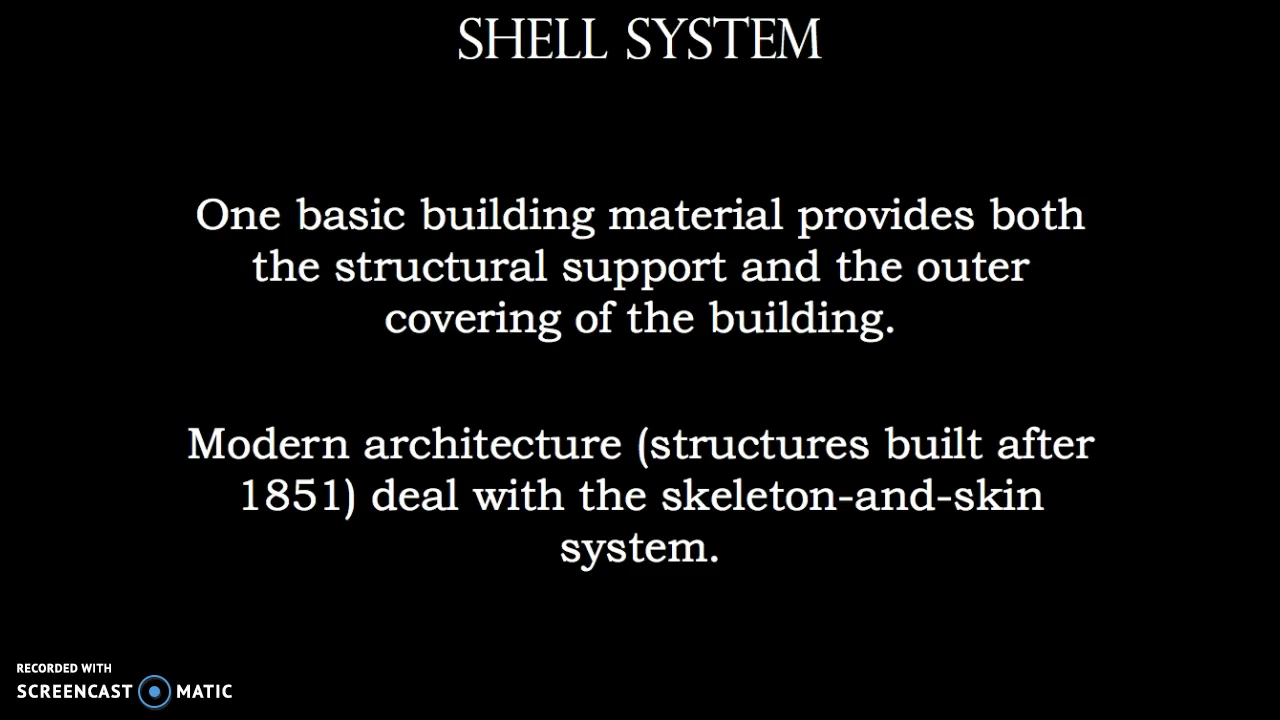 SHELL SYSTEM
One basic building material provides both
the structural support and the outer
covering of the building.
Modern architecture (structures built after
1851) deal with the skeleton-and-skin
system.
RECORDED WITH
SCREENCAST MATIC